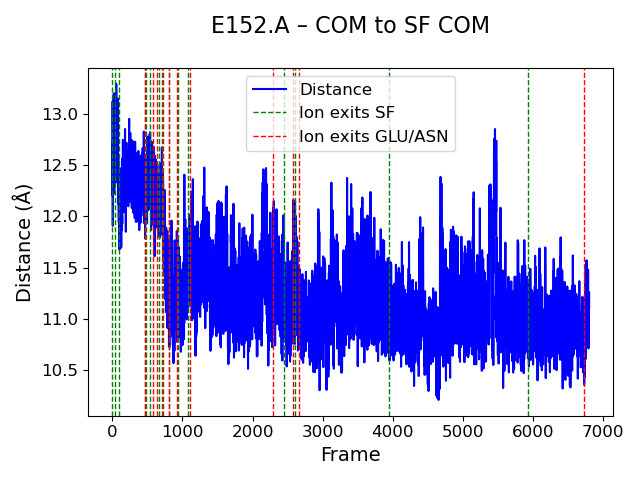 E152.A – COM to SF COM
Distance
Ion exits SF
Ion exits GLU/ASN
Distance (Å)
13.0
12.5
12.0
11.5
11.0
10.5
0 1000 2000 3000 4000 5000 6000 7000
Frame